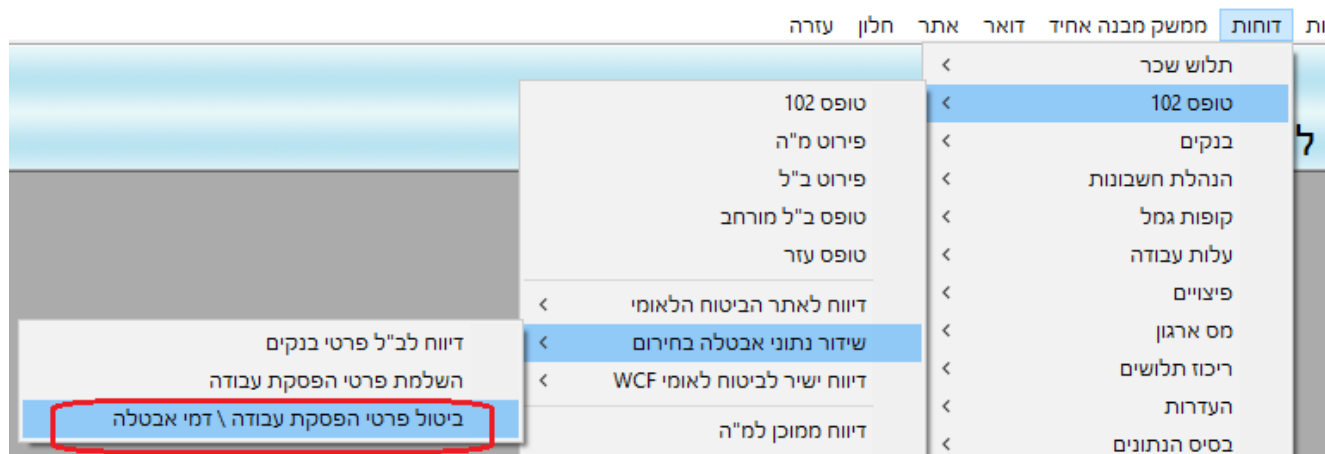 ות דוחות ממשק מבנה אחיד דואר אתר חלון עזרה
ל
תלוש שכר
טופס 102
בנקים
הנהלת חשבונות
קופות גמל
עלות עבודה
פיצויים
מס ארגון
ריכוז תלושים
העדרות
בסיס הנתונים
טופס 102
פירוט מ"ה
פירוט ב"ל
טופס ב"ל מורחב
טופס עזר
דיווח לאתר הביטוח הלאומי
שידור נתוני אבטלה בחירום
דיווח ישיר לביטוח לאומי WCF
דיווח ממוכן למ"ה
דיווח לב"ל פרטי בנקים
השלמת פרטי הפסקת עבודה
ביטול פרטי הפסקת עבודה \ דמי אבטלה